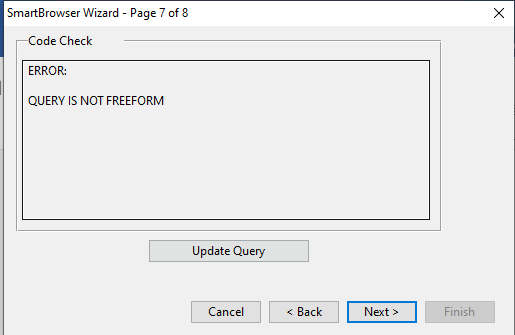 SmartBrowser Wizard - Page 7 of 8
Code Check
ERROR:
QUERY IS NOT FREEFORM
Update Query
Cancel
< Back
Next >
Finish